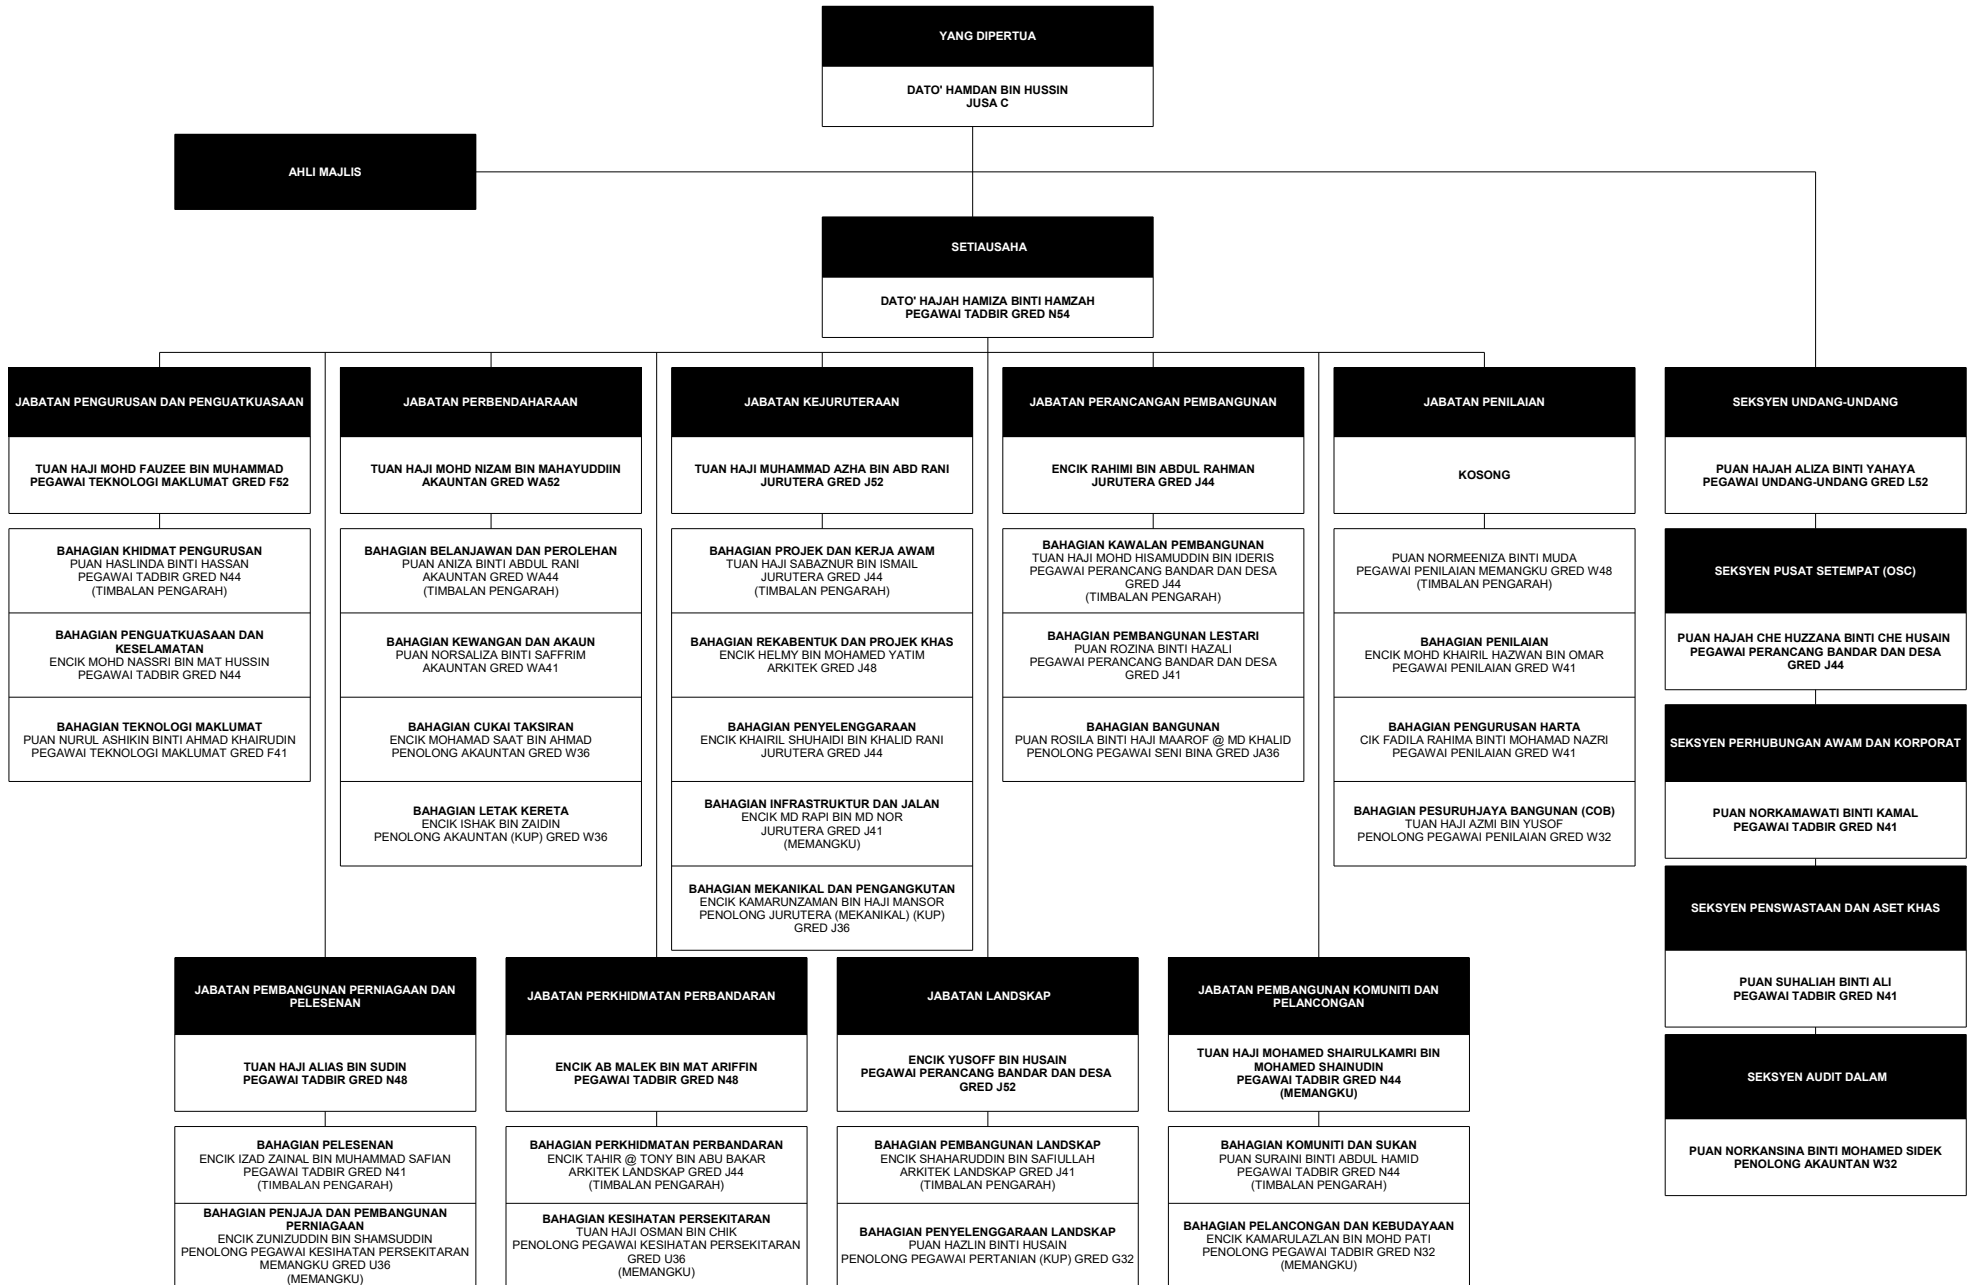 YANG DIPERTUA
DATO' HAMDAN BIN HUSSIN
JUSA C
AHLI MAJLIS
SETIAUSAHA
DATO' HAJAH HAMIZA BINTI HAMZAH
PEGAWAI TADBIR GRED N54
JABATAN PENGURUSAN DAN PENGUATKUASAAN
TUAN HAJI MOHD FAUZEE BIN MUHAMMAD
PEGAWAI TEKNOLOGI MAKLUMAT GRED F52
BAHAGIAN KHIDMAT PENGURUSAN
PUAN HASLINDA BINTI HASSAN
PEGAWAI TADBIR GRED N44
(TIMBALAN PENGARAH)
BAHAGIAN PENGUATKUASAAN DAN
KESELAMATAN
ENCIK MOHD NASSRI BIN MAT HUSSIN
PEGAWAI TADBIR GRED N44
BAHAGIAN TEKNOLOGI MAKLUMAT
PUAN NURUL ASHIKIN BINTI AHMAD KHAIRUDIN
PEGAWAI TEKNOLOGI MAKLUMAT GRED F41
JABATAN PERBENDAHARAAN
TUAN HAJI MOHD NIZAM BIN MAHAYUDDIIN
AKAUNTAN GRED WA52
BAHAGIAN BELANJAWAN DAN PEROLEHAN
PUAN ANIZA BINTI ABDUL RANI
AKAUNTAN GRED WA44
(TIMBALAN PENGARAH)
BAHAGIAN KEWANGAN DAN AKAUN
PUAN NORSALIZA BINTI SAFFRIM
AKAUNTAN GRED WA41
BAHAGIAN CUKAI TAKSIRAN
ENCIK MOHAMAD SAAT BIN AHMAD
PENOLONG AKAUNTAN GRED W36
BAHAGIAN LETAK KERETA
ENCIK ISHAK BIN ZAIDIN
PENOLONG AKAUNTAN (KUP) GRED W36
JABATAN KEJURUTERAAN
TUAN HAJI MUHAMMAD AZHA BIN ABD RANI
JURUTERA GRED J52
BAHAGIAN PROJEK DAN KERJA AWAM
TUAN HAJI SABAZNUR BIN ISMAIL
JURUTERA GRED J44
(TIMBALAN PENGARAH)
BAHAGIAN REKABENTUK DAN PROJEK KHAS
ENCIK HELMY BIN MOHAMED YATIM
ARKITEK GRED J48
BAHAGIAN PENYELENGGARAAN
ENCIK KHAIRIL SHUHAIDI BIN KHALID RANI
JURUTERA GRED J44
BAHAGIAN INFRASTRUKTUR DAN JALAN
ENCIK MD RAPI BIN MD NOR
JURUTERA GRED J41
(MEMANGKU)
BAHAGIAN MEKANIKAL DAN PENGANGKUTAN
ENCIK KAMARUNZAMAN BIN HAJI MANSOR
PENOLONG JURUTERA (MEKANIKAL) (KUP)
GRED J36
JABATAN PERANCANGAN PEMBANGUNAN
ENCIK RAHIMI BIN ABDUL RAHMAN
JURUTERA GRED J44
BAHAGIAN KAWALAN PEMBANGUNAN
TUAN HAJI MOHD HISAMUDDIN BIN IDERIS
PEGAWAI PERANCANG BANDAR DAN DESA
GRED J44
(TIMBALAN PENGARAH)
BAHAGIAN PEMBANGUNAN LESTARI
PUAN ROZINA BINTI HAZALI
PEGAWAI PERANCANG BANDAR DAN DESA
GRED J41
BAHAGIAN BANGUNAN
PUAN ROSILA BINTI HAJI MAAROF @ MD KHALID
PENOLONG PEGAWAI SENI BINA GRED JA36
JABATAN PENILAIAN
KOSONG
PUAN NORMEENIZA BINTI MUDA
PEGAWAI PENILAIAN MEMANGKU GRED W48
(TIMBALAN PENGARAH)
BAHAGIAN PENILAIAN
ENCIK MOHD KHAIRIL HAZWAN BIN OMAR
PEGAWAI PENILAIAN GRED W41
BAHAGIAN PENGURUSAN HARTA
CIK FADILA RAHIMA BINTI MOHAMAD NAZRI
PEGAWAI PENILAIAN GRED W41
BAHAGIAN PESURUHJAYA BANGUNAN (COB)
TUAN HAJI AZMI BIN YUSOF
PENOLONG PEGAWAI PENILAIAN GRED W32
SEKSYEN UNDANG-UNDANG
PUAN HAJAH ALIZA BINTI YAHAYA
PEGAWAI UNDANG-UNDANG GRED L52
SEKSYEN PUSAT SETEMPAT (OSC)
PUAN HAJAH CHE HUZZANA BINTI CHE HUSAIN
PEGAWAI PERANCANG BANDAR DAN DESA
GRED J44
SEKSYEN PERHUBUNGAN AWAM DAN KORPORAT
PUAN NORKAMAWATI BINTI KAMAL
PEGAWAI TADBIR GRED N41
SEKSYEN PENSWASTAAN DAN ASET KHAS
PUAN SUHALIAH BINTI ALI
PEGAWAI TADBIR GRED N41
SEKSYEN AUDIT DALAM
PUAN NORKANSINA BINTI MOHAMED SIDEK
PENOLONG AKAUNTAN W32
JABATAN PEMBANGUNAN PERNIAGAAN DAN
PELESENAN
TUAN HAJI ALIAS BIN SUDIN
PEGAWAI TADBIR GRED N48
BAHAGIAN PELESENAN
ENCIK IZAD ZAINAL BIN MUHAMMAD SAFIAN
PEGAWAI TADBIR GRED N41
(TIMBALAN PENGARAH)
BAHAGIAN PENJAJA DAN PEMBANGUNAN
PERNIAGAAN
ENCIK ZUNIZUDDIN BIN SHAMSUDDIN
PENOLONG PEGAWAI KESIHATAN PERSEKITARAN
MEMANGKU GRED U36
(MEMANGKU)
JABATAN PERKHIDMATAN PERBANDARAN
ENCIK AB MALEK BIN MAT ARIFFIN
PEGAWAI TADBIR GRED N48
BAHAGIAN PERKHIDMATAN PERBANDARAN
ENCIK TAHIR @ TONY BIN ABU BAKAR
ARKITEK LANDSKAP GRED J44
(TIMBALAN PENGARAH)
BAHAGIAN KESIHATAN PERSEKITARAN
TUAN HAJI OSMAN BIN CHIK
PENOLONG PEGAWAI KESIHATAN PERSEKITARAN
GRED U36
(MEMANGKU)
JABATAN LANDSKAP
ENCIK YUSOFF BIN HUSAIN
PEGAWAI PERANCANG BANDAR DAN DESA
GRED J52
BAHAGIAN PEMBANGUNAN LANDSKAP
ENCIK SHAHARUDDIN BIN SAFIULLAH
ARKITEK LANDSKAP GRED J41
(TIMBALAN PENGARAH)
BAHAGIAN PENYELENGGARAAN LANDSKAP
PUAN HAZLIN BINTI HUSAIN
PENOLONG PEGAWAI PERTANIAN (KUP) GRED G32
JABATAN PEMBANGUNAN KOMUNITI DAN
PELANCONGAN
TUAN HAJI MOHAMED SHAIRULKAMRI BIN
MOHAMED SHAINUDIN
PEGAWAI TADBIR GRED N44
(MEMANGKU)
BAHAGIAN KOMUNITI DAN SUKAN
PUAN SURAINI BINTI ABDUL HAMID
PEGAWAI TADBIR GRED N44
(TIMBALAN PENGARAH)
BAHAGIAN PELANCONGAN DAN KEBUDAYAAN
ENCIK KAMARULAZLAN BIN MOHD PATI
PENOLONG PEGAWAI TADBIR GRED N32
(MEMANGKU)